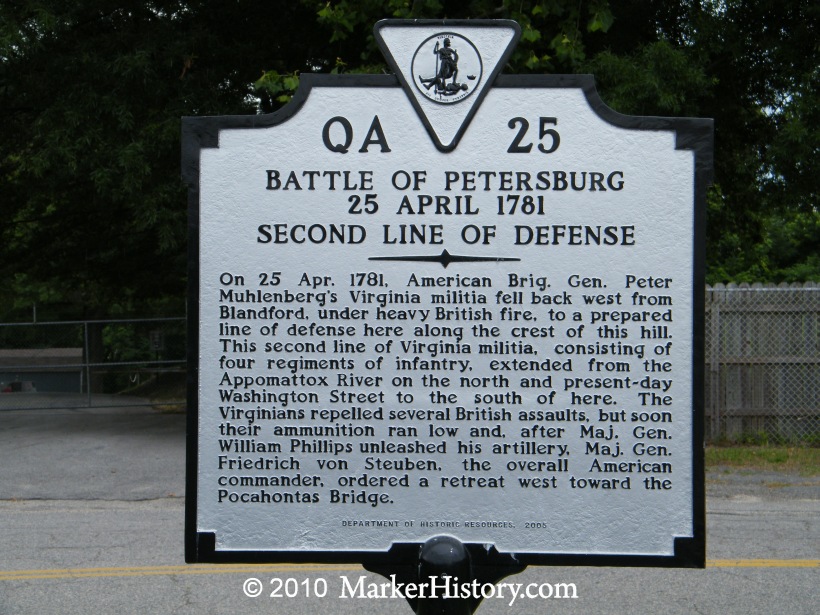 QA 25
BATTLE OF PETERSBURG
25 APRIL 1781
SECOND LINE OF DEFENSE
On 25 Apr. 1781, American Brig. Gen. Peter
Muhlenberg's Virginia militia fell back west from
Blandford, under heavy British fire, to a prepared
line of defense here along the crest of this hill.
This second line of Virginia militia, consisting of
four regiments of infantry, extended from the
Appomattox River on the north and present-day
Washington Street to the south of here. The
Virginians repelled several British assaults, but soon
their ammunition ran low and, after Maj. Gen.
William Phillips unleashed his artillery, Maj. Gen.
Friedrich von Steuben, the overall American
commander, ordered a retreat west toward the
Pocahontas Bridge.
DEPARTMENT OF HISTORIC RESOURCES, 2005
© 2010 MarkerHistory.com